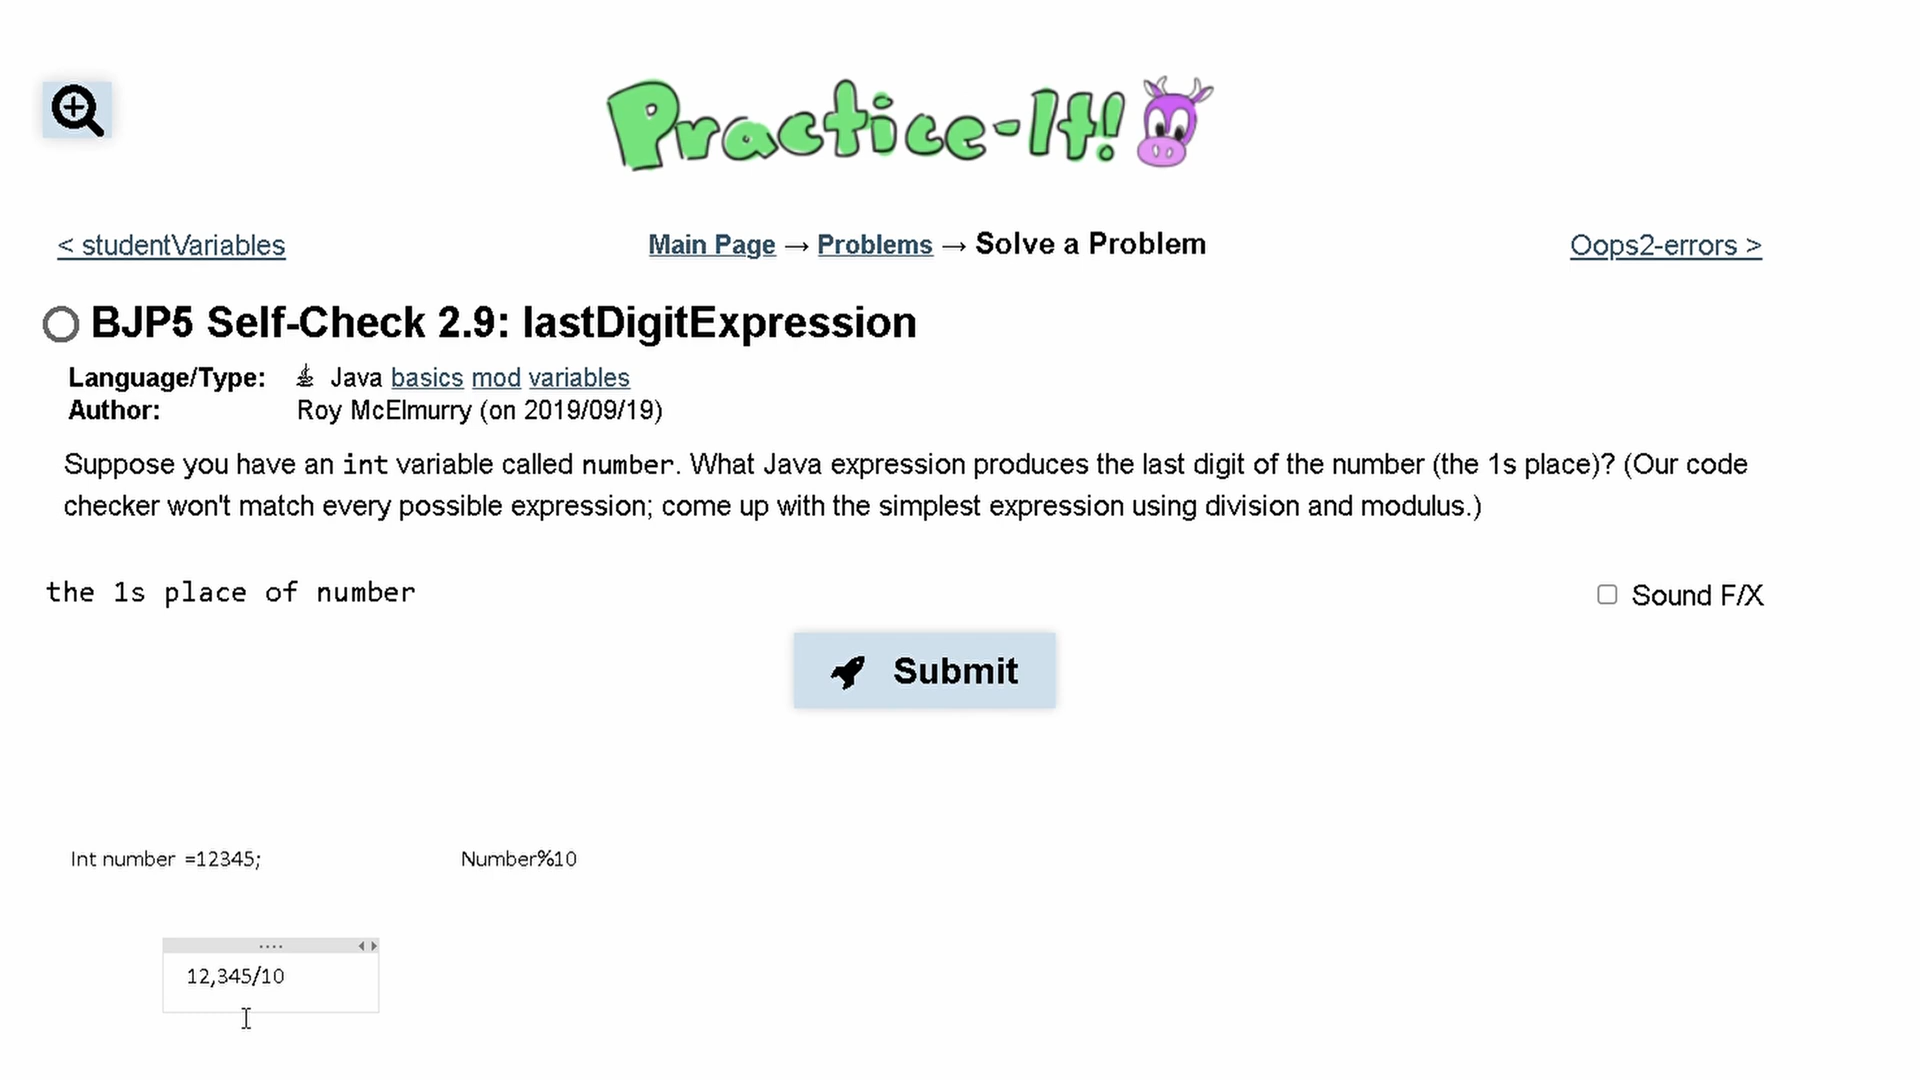 Practice-It!
< studentVariables
Main Page → Problems → Solve a Problem
Oops2-errors >
BJP5 Self-Check 2.9: lastDigitExpression
Language/Type: Java basics mod variables
Author: Roy McElmurry (on 2019/09/19)
Suppose you have an int variable called number. What Java expression produces the last digit of the number (the 1s place)? (Our code
checker won't match every possible expression; come up with the simplest expression using division and modulus.)
the 1s place of number
Sound F/X
Submit
Int number =12345;
Number%10
12,345/10